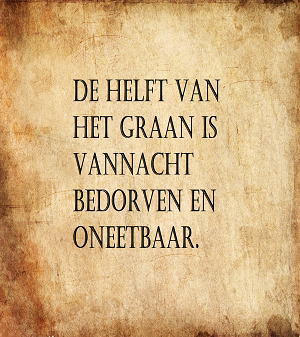 DE HELFT VAN
HET GRAAN IS
VANNACHT
BEDORVEN EN
ONEETBAAR.